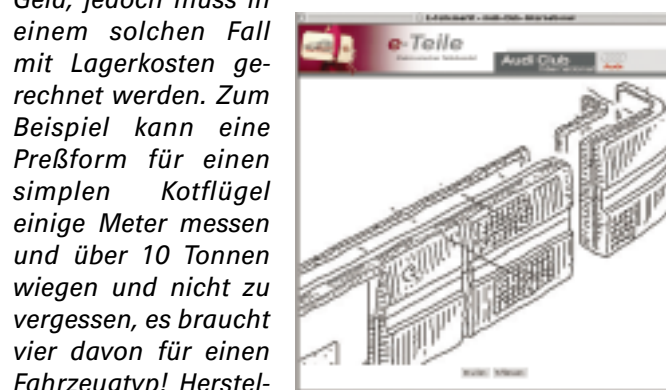 Geld, jedoch muss in
einem solchen Fall
mit Lagerkosten ge-
rechnet werden. Zum
Beispiel kann eine
Preßform für einen
simplen Kotflügel
einige Meter messen
und über 10 Tonnen
wiegen und nicht zu
vergessen, es braucht
vier davon für einen
Fahrzeugtyp! Herstel-
e-Teile
Audi Club